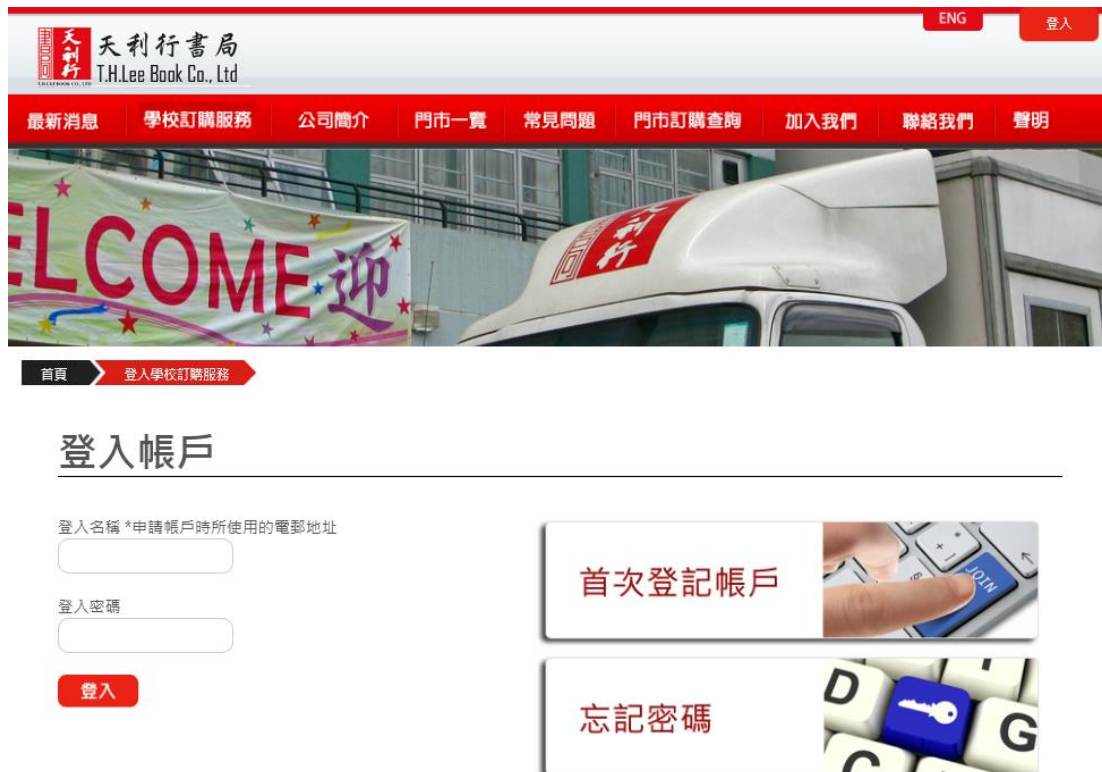 ENG
登入
天利行
書局
天利行書局
T.H.Lee Book Co., Ltd
最新消息 學校訂購服務 公司簡介 門市一覽 常見問題 門市訂購查詢 加入我們 聯絡我們 聲明
ELCOME 迎
天利行
首頁 登入學校訂購服務
登入帳戶
登入名稱 *申請帳戶時所使用的電郵地址
首次登記帳戶
JOIN
登入密碼
登入
忘記密碼
D
G